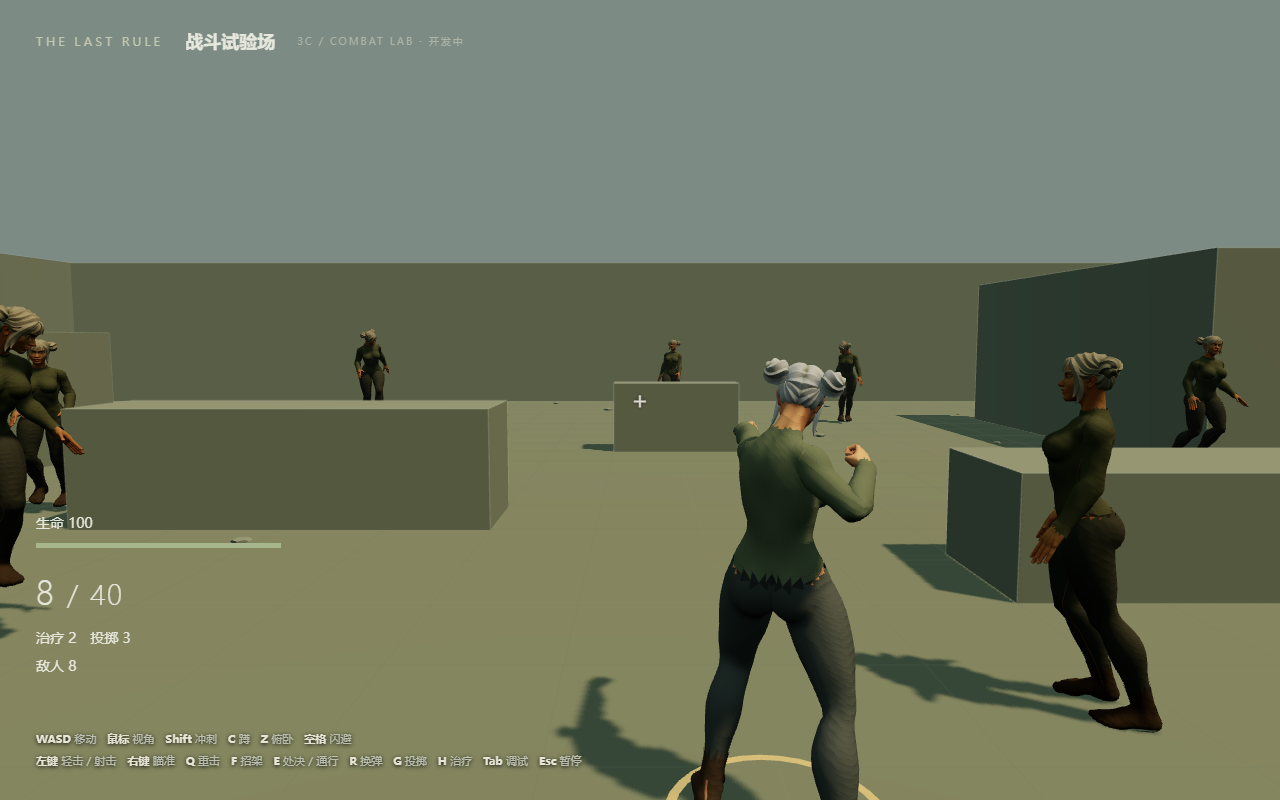 THE LAST RULE 战斗试验场 3C / COMBAT LAB · 开发中
生命 100
8 / 40
治疗 2 投掷 3
敌人 8
WASD 移动 鼠标 视角 Shift 冲刺 C 蹲 Z 俯卧 空格 闪避
左键 轻击 / 射击 右键 瞄准 Q 重击 F 招架 E 处决 / 通行 R 换弹 G 投掷 H 治疗 Tab 调试 Esc 暂停